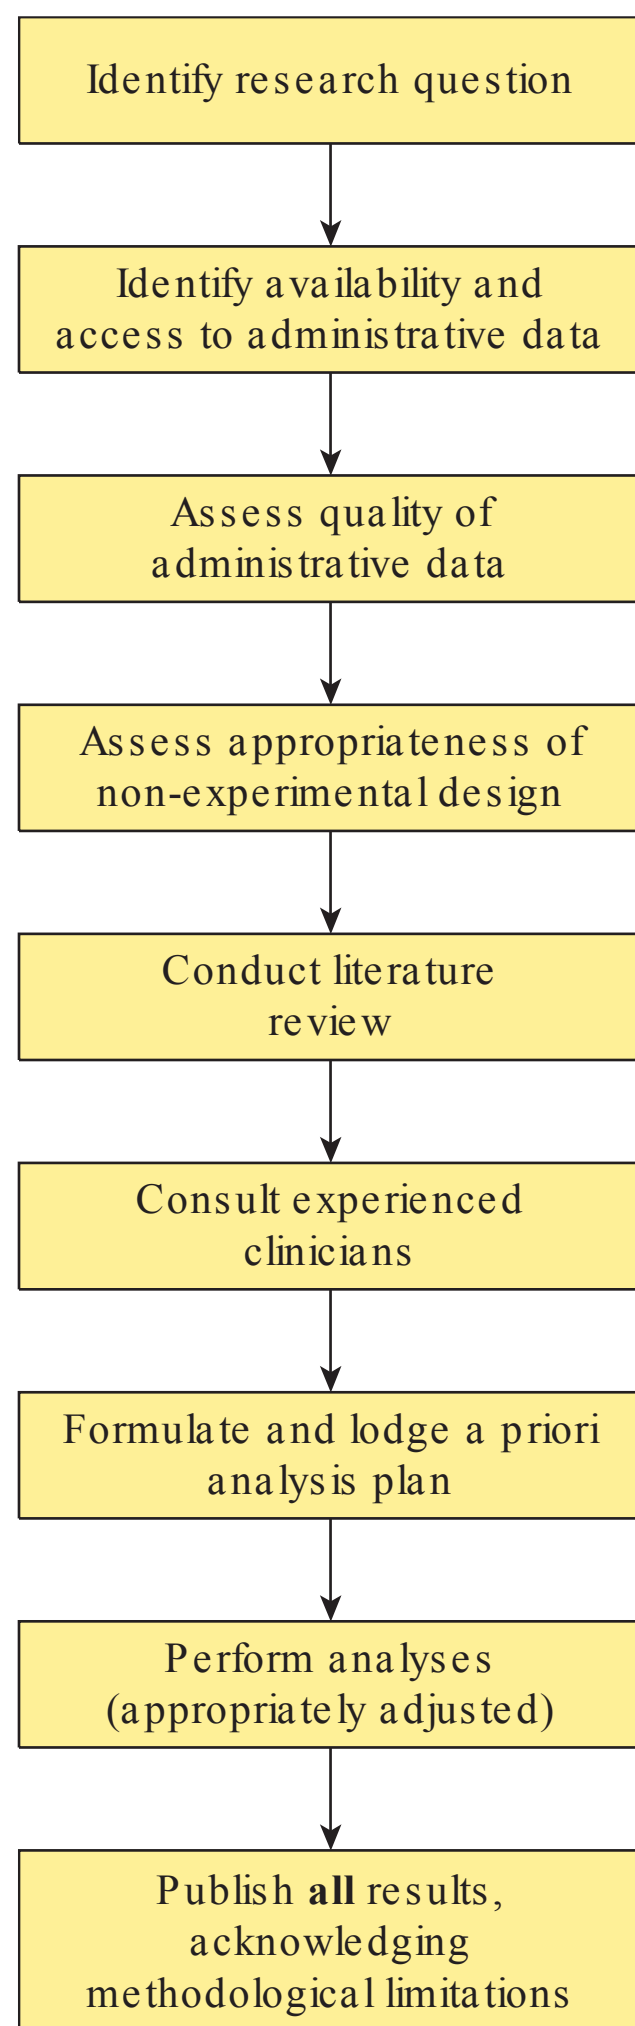 Identify research question
Identify availability and
access to administrative data
Assess quality of
administrative data
Assess appropriateness of
non-experimental design
Conduct literature
review
Consult experienced
clinicians
Formulate and lodge a priori
analysis plan
Perform analyses
(appropriately adjusted)
Publish all results,
acknowledging
methodological limitations